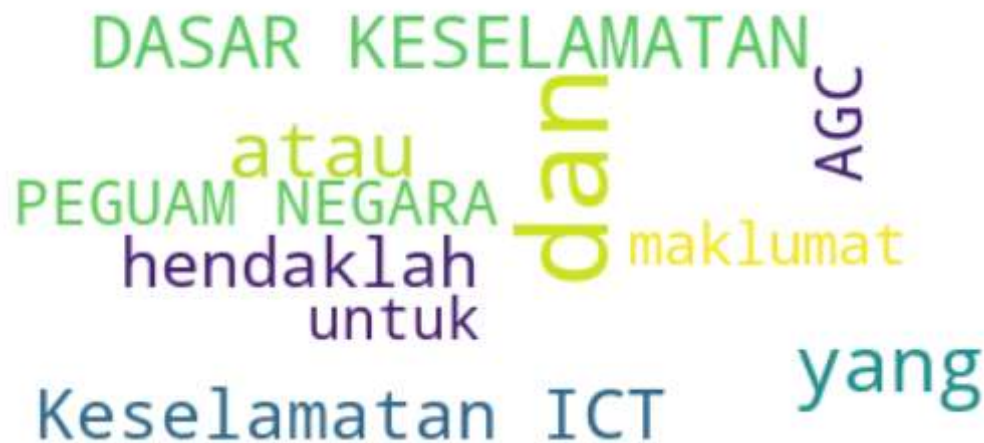 DASAR KESELAMATAN
dan
AGC
atau
PEGUAM NEGARA
maklumat
hendaklah
untuk
yang
Keselamatan ICT